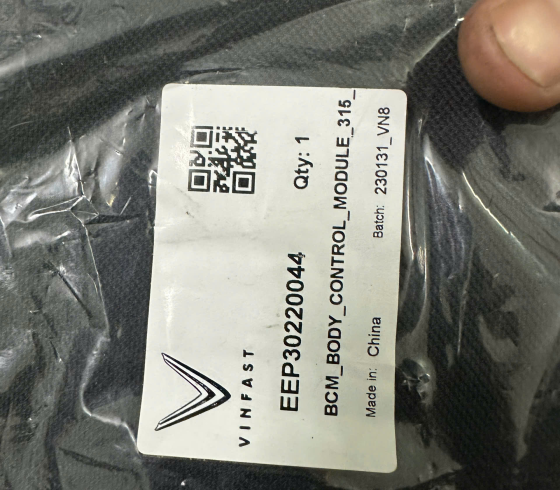 VINFAST
EEP30220044
Qty: 1
BCM_BODY_CONTROL_MODULE_315_
Made in: China
Batch: 230131_VN8